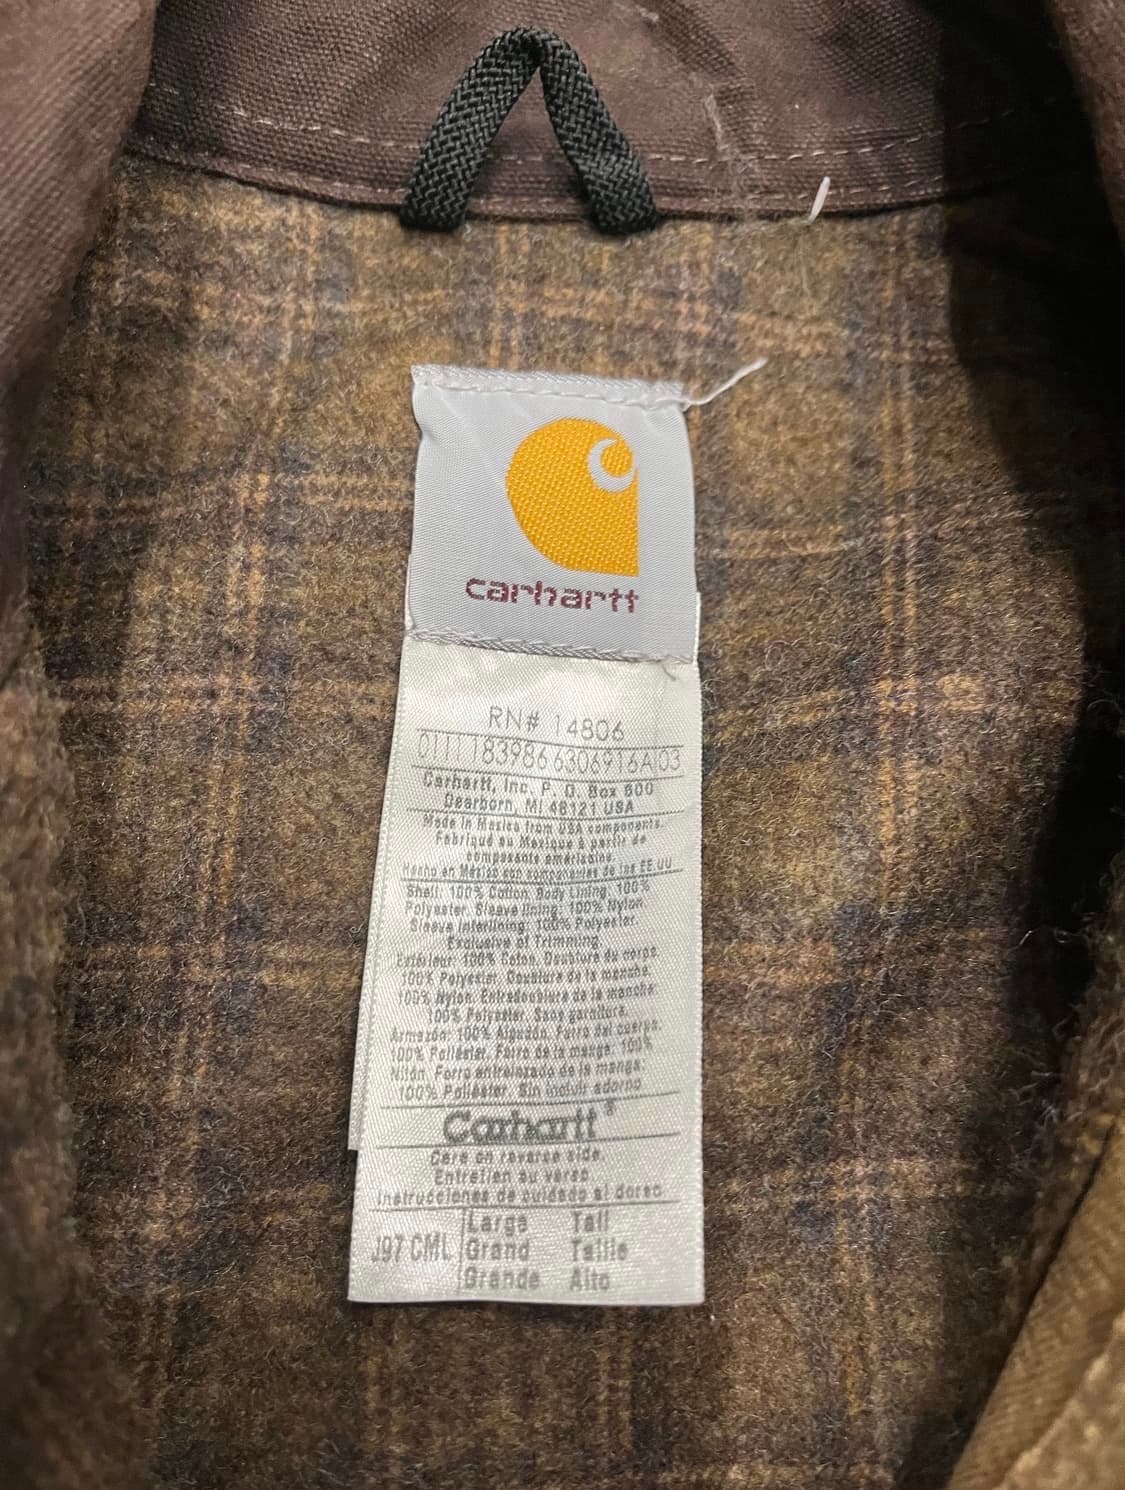 carhartt
RN# 14806
0111183986630691 6A103
Carhartt, Inc. P. O. Box 600
Dearborn, MI 48121 USA
Made in Mexico from USA components.
Fabriqué au Mexique à partir de
composants américains.
Hecho en México con componentes de los EE.UU
Shell: 100% Cotton. Body Lining: 100%
Polyester. Sleeve lining: 100% Nylon.
Sleeve Interlining: 100% Polyester.
Exclusive of Trimming
Extérieur: 100% Coton. Doublure du corps:
100% Polyester. Doublure de la manche:
100% Nylon. Entredoublure de la manche:
100% Polyester. Sans garniture.
Armazón: 100% Algodón. Forro del cuerpo:
100% Poliéster. Forro de la manga: 100%
Nilón. Forro entrelazado de la manga:
100% Poliéster. Sin incluir adorno
Carhartt®
Care on reverse side.
Entretien au verso
Instrucciones de cuidado al dorso
J97 CML
Large Tall
Grand Taille
Grande Alto